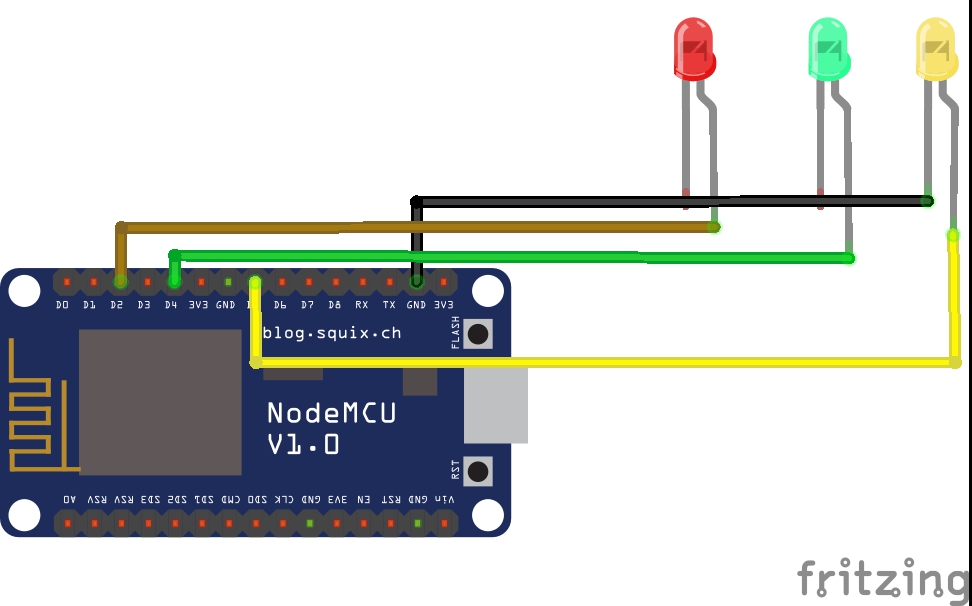 D0 D1 D2 D3 D4 3V3 GND D6 D7 D8 RX TX GND 3V3
blog.squix.ch
FLASH
NodeMCU
V1.0
RST
A0 RSV RSV SD3 SD2 SD1 CMD SD0 CLK GND 3V3 EN RST GND Vin
fritzing